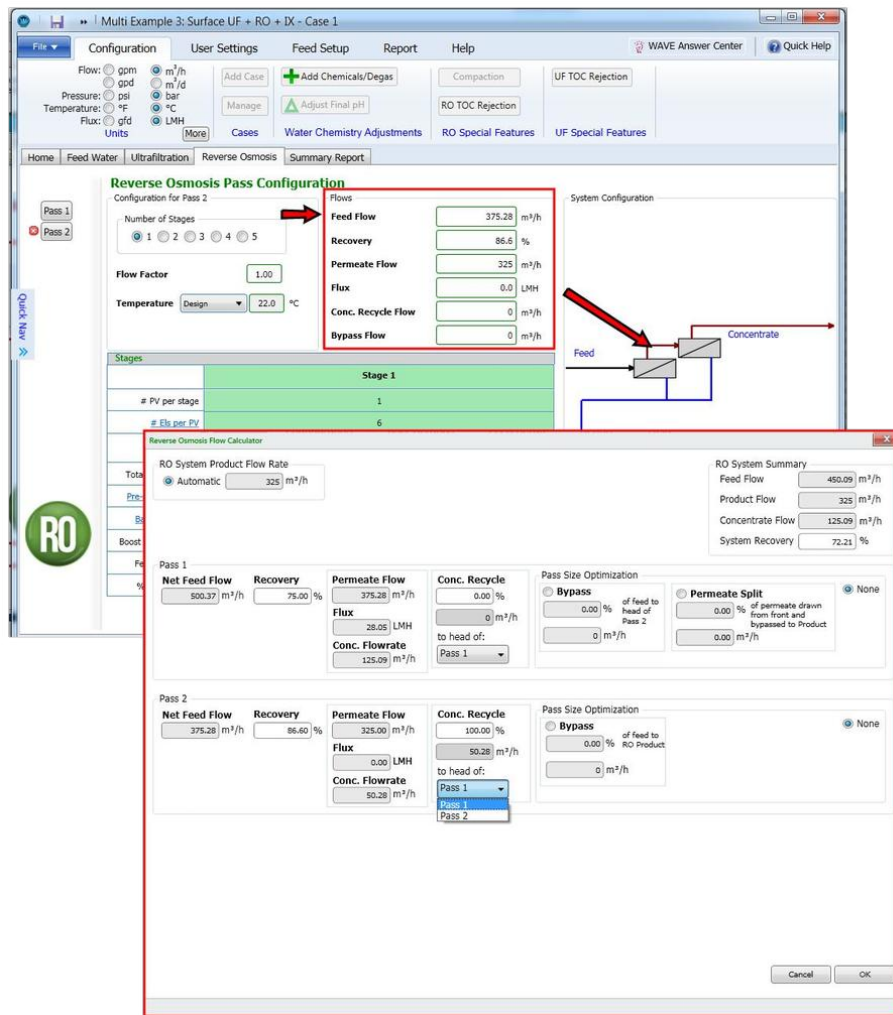 Multi Example 3: Surface UF + RO + IX - Case 1
File Configuration User Settings Feed Setup Report Help WAVE Answer Center Quick Help
Flow: gpm m³/h
gpd m³/d
Pressure: psi bar
Temperature: °F °C
Flux: gfd LMH
Units More
Add Case
Manage
Cases
Add Chemicals/Degas
Adjust Final pH
Water Chemistry Adjustments
Compaction
RO TOC Rejection
RO Special Features
UF TOC Rejection
UF Special Features
Home Feed Water Ultrafiltration Reverse Osmosis Summary Report
Reverse Osmosis Pass Configuration
Pass 1
Pass 2
Quick Nav »
Configuration for Pass 2
Number of Stages
1 2 3 4 5
Flow Factor 1.00
Temperature Design 22.0 °C
Flows
Feed Flow 375.28 m³/h
Recovery 86.6 %
Permeate Flow 325 m³/h
Flux 0.0 LMH
Conc. Recycle Flow 0 m³/h
Bypass Flow 0 m³/h
System Configuration
Feed
Concentrate
Stages
Stage 1
# PV per stage 1
# Els per PV 6
RO
Reverse Osmosis Flow Calculator
RO System Product Flow Rate
Automatic 325 m³/h
RO System Summary
Feed Flow 450.09 m³/h
Product Flow 325 m³/h
Concentrate Flow 125.09 m³/h
System Recovery 72.21 %
Pass 1
Net Feed Flow
500.37 m³/h
Recovery
75.00 %
Permeate Flow
375.28 m³/h
Flux
28.05 LMH
Conc. Flowrate
125.09 m³/h
Conc. Recycle
0.00 %
0 m³/h
to head of:
Pass 1
Pass Size Optimization
Bypass
0.00 % of feed to head of Pass 2
0 m³/h
Permeate Split
0.00 % of permeate drawn from front and bypassed to Product
0.00 m³/h
None
Pass 2
Net Feed Flow
375.28 m³/h
Recovery
86.60 %
Permeate Flow
325.00 m³/h
Flux
0.00 LMH
Conc. Flowrate
50.28 m³/h
Conc. Recycle
100.00 %
50.28 m³/h
to head of:
Pass 1
Pass 1
Pass 2
Pass Size Optimization
Bypass
0.00 % of feed to RO Product
0 m³/h
None
Cancel OK